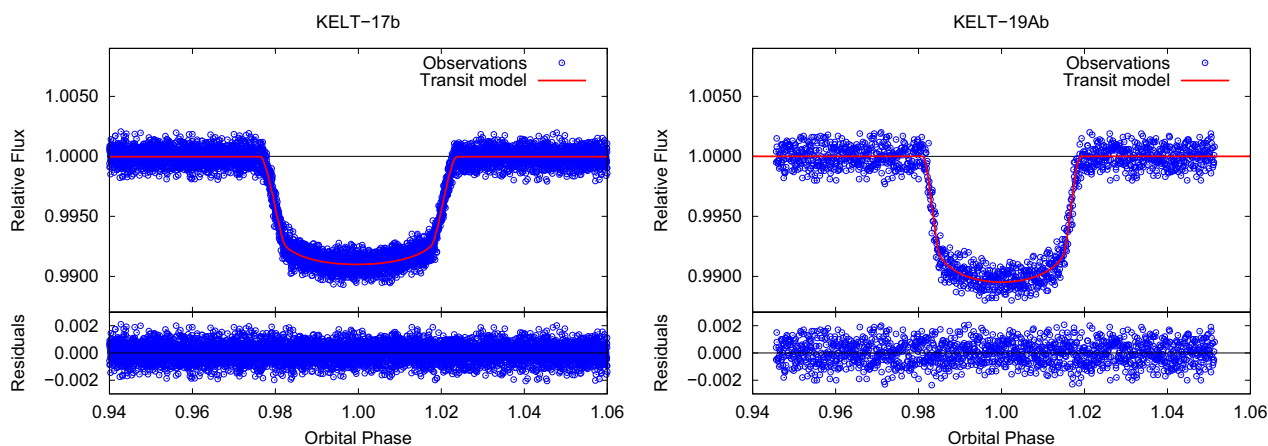 KELT−17b
Observations
Transit model
Relative Flux
1.0050
1.0000
0.9950
0.9900
Residuals
0.002
0.000
−0.002
0.94 0.96 0.98 1.00 1.02 1.04 1.06
Orbital Phase
KELT−19Ab
Observations
Transit model
Relative Flux
1.0050
1.0000
0.9950
0.9900
Residuals
0.002
0.000
−0.002
0.94 0.96 0.98 1.00 1.02 1.04 1.06
Orbital Phase